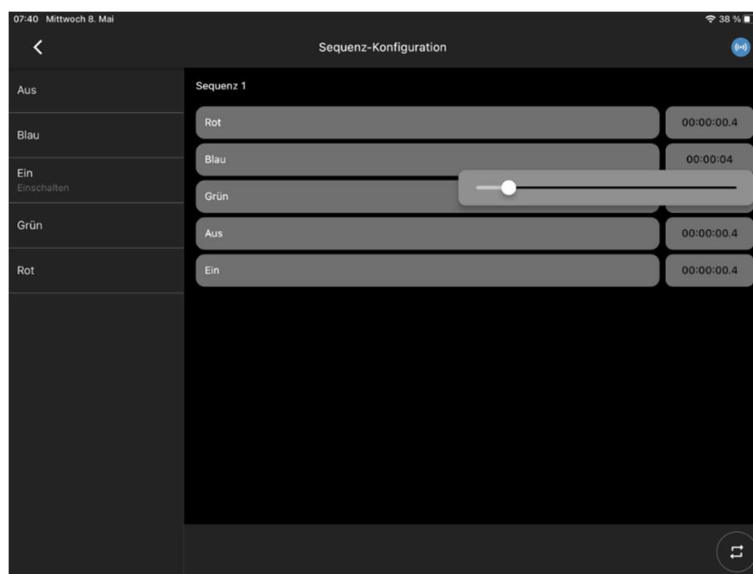 07:40 Mittwoch 8. Mai
38 %
Sequenz-Konfiguration
Aus
Blau
Ein
Einschalten
Grün
Rot
Sequenz 1
Rot
00:00:00.4
Blau
00:00:04
Grün
Aus
00:00:00.4
Ein
00:00:00.4